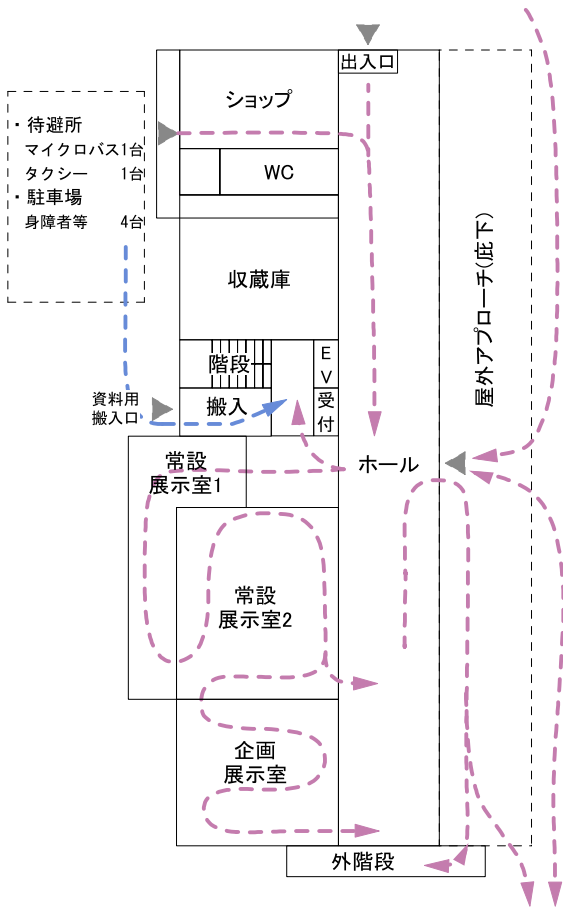 出入口
ショップ
・待避所
マイクロバス1台
タクシー 1台
・駐車場
身障者等 4台
WC
屋外アプローチ(庇下)
収蔵庫
階段
EV
資料用
搬入口
搬入
受付
常設
展示室1
ホール
常設
展示室2
企画
展示室
外階段